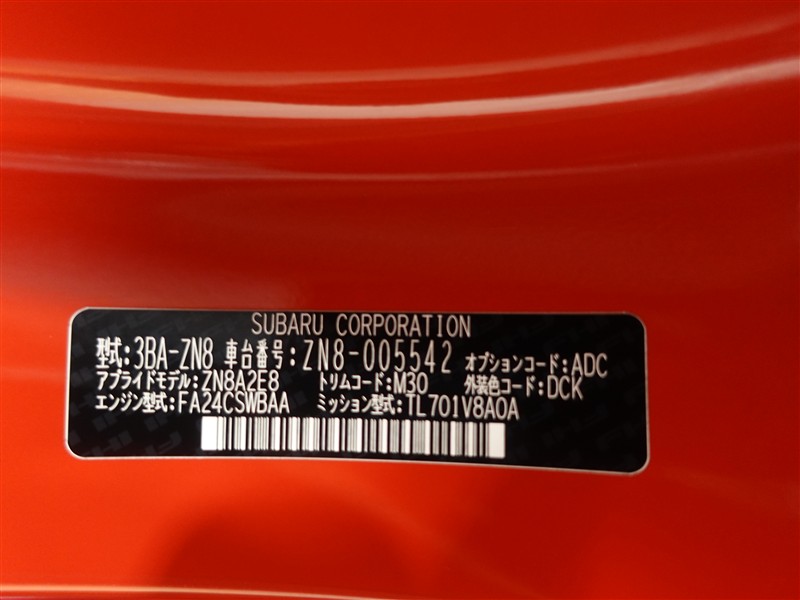 SUBARU CORPORATION
型式:3BA-ZN8 車台番号:ZN8-005542 オプションコード:ADC
アプライドモデル:ZN8A2E8 トリムコード:M30 外装色コード:DCK
エンジン型式:FA24CSWBAA ミッション型式:TL701V8A0A